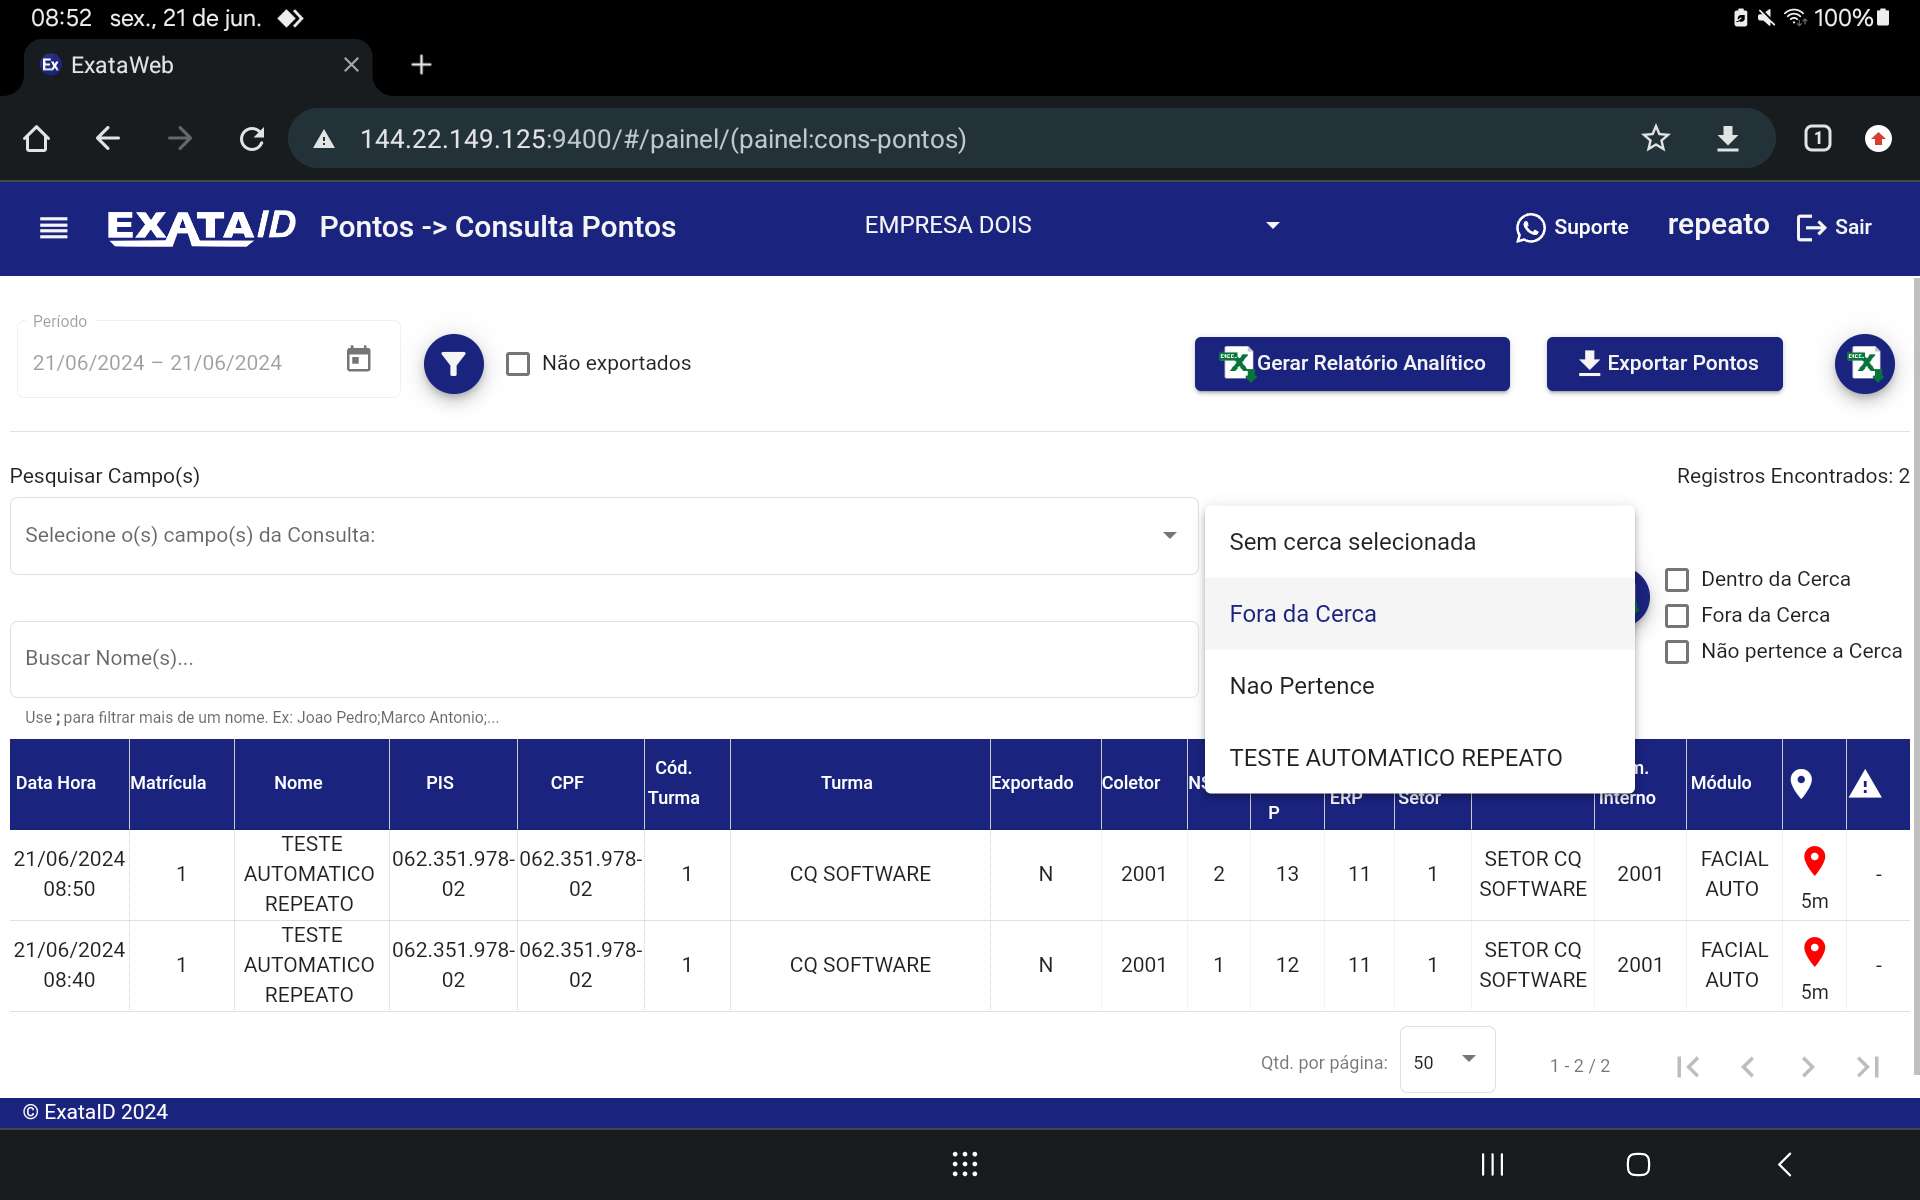 08:52 sex., 21 de jun. 100%
Ex ExataWeb
144.22.149.125:9400/#/painel/(painel:cons-pontos) 1
EXATAID Pontos -> Consulta Pontos EMPRESA DOIS Suporte repeato Sair
Período
21/06/2024 – 21/06/2024 Não exportados Gerar Relatório Analítico Exportar Pontos
Pesquisar Campo(s) Registros Encontrados: 2
Selecione o(s) campo(s) da Consulta:
Sem cerca selecionada
Fora da Cerca
Nao Pertence
TESTE AUTOMATICO REPEATO
Dentro da Cerca
Fora da Cerca
Não pertence a Cerca
Buscar Nome(s)...
Use ; para filtrar mais de um nome. Ex: Joao Pedro;Marco Antonio;...
Data Hora Matrícula Nome PIS CPF Cód. Turma Turma Exportado Coletor P ERP Setor Interno Módulo
21/06/2024 08:50 1 TESTE AUTOMATICO REPEATO 062.351.978-02 062.351.978-02 1 CQ SOFTWARE N 2001 2 13 11 1 SETOR CQ SOFTWARE 2001 FACIAL AUTO 5m -
21/06/2024 08:40 1 TESTE AUTOMATICO REPEATO 062.351.978-02 062.351.978-02 1 CQ SOFTWARE N 2001 1 12 11 1 SETOR CQ SOFTWARE 2001 FACIAL AUTO 5m -
Qtd. por página: 50 1 - 2 / 2
© ExataID 2024